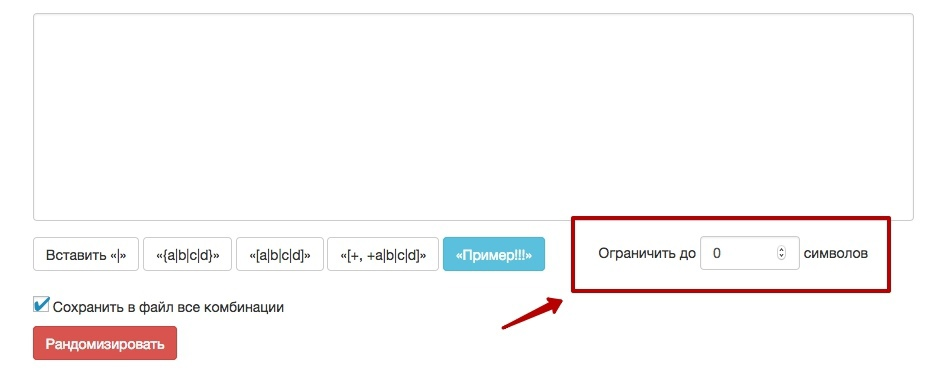 Вставить «|» «{a|b|c|d}» «[a|b|c|d]» «[+, +a|b|c|d]» «Пример!!!» Ограничить до 0 символов
Сохранить в файл все комбинации
Рандомизировать